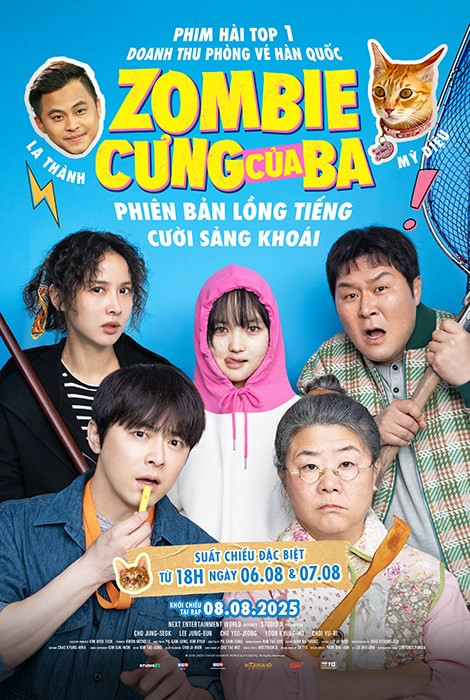 PHIM HÀI TOP 1
DOANH THU PHÒNG VÉ HÀN QUỐC
ZOMBIE
CƯNG CỦA BA
LA THÀNH
MỸ DIỆU
PHIÊN BẢN LỒNG TIẾNG
CƯỜI SẢNG KHOÁI
SUẤT CHIẾU ĐẶC BIỆT
TỪ 18H NGÀY 06.08 & 07.08
KHỞI CHIẾU
TẠI RẠP
08.08.2025
NEXT ENTERTAINMENT WORLD PRESENTS STUDIO N
CHO JUNG-SEOK LEE JUNG-EUN CHO YEO-JEONG YOON KYUNG-HO CHOI YU-RI